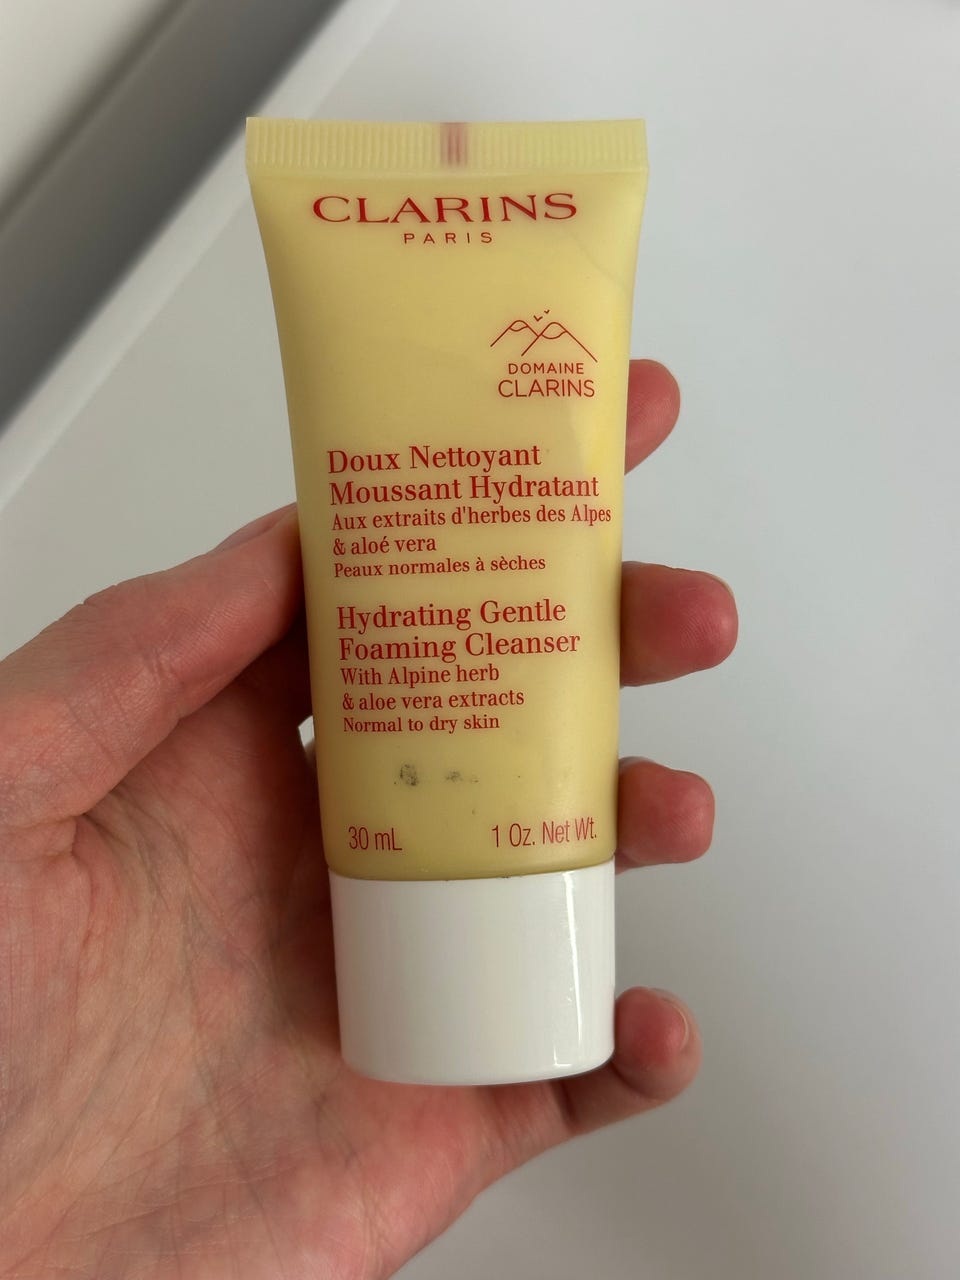 CLARINS
PARIS
DOMAINE
CLARINS
Doux Nettoyant
Moussant Hydratant
Aux extraits d'herbes des Alpes
& aloé vera
Peaux normales à sèches
Hydrating Gentle
Foaming Cleanser
With Alpine herb
& aloe vera extracts
Normal to dry skin
30 mL 1 Oz. Net Wt.